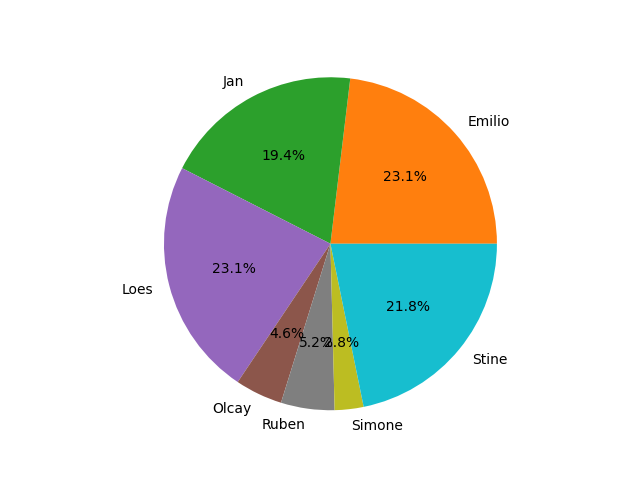 Jan
Emilio
19.4%
23.1%
23.1%
Loes
21.8%
4.6%
5.2%
2.8%
Stine
Olcay
Ruben
Simone